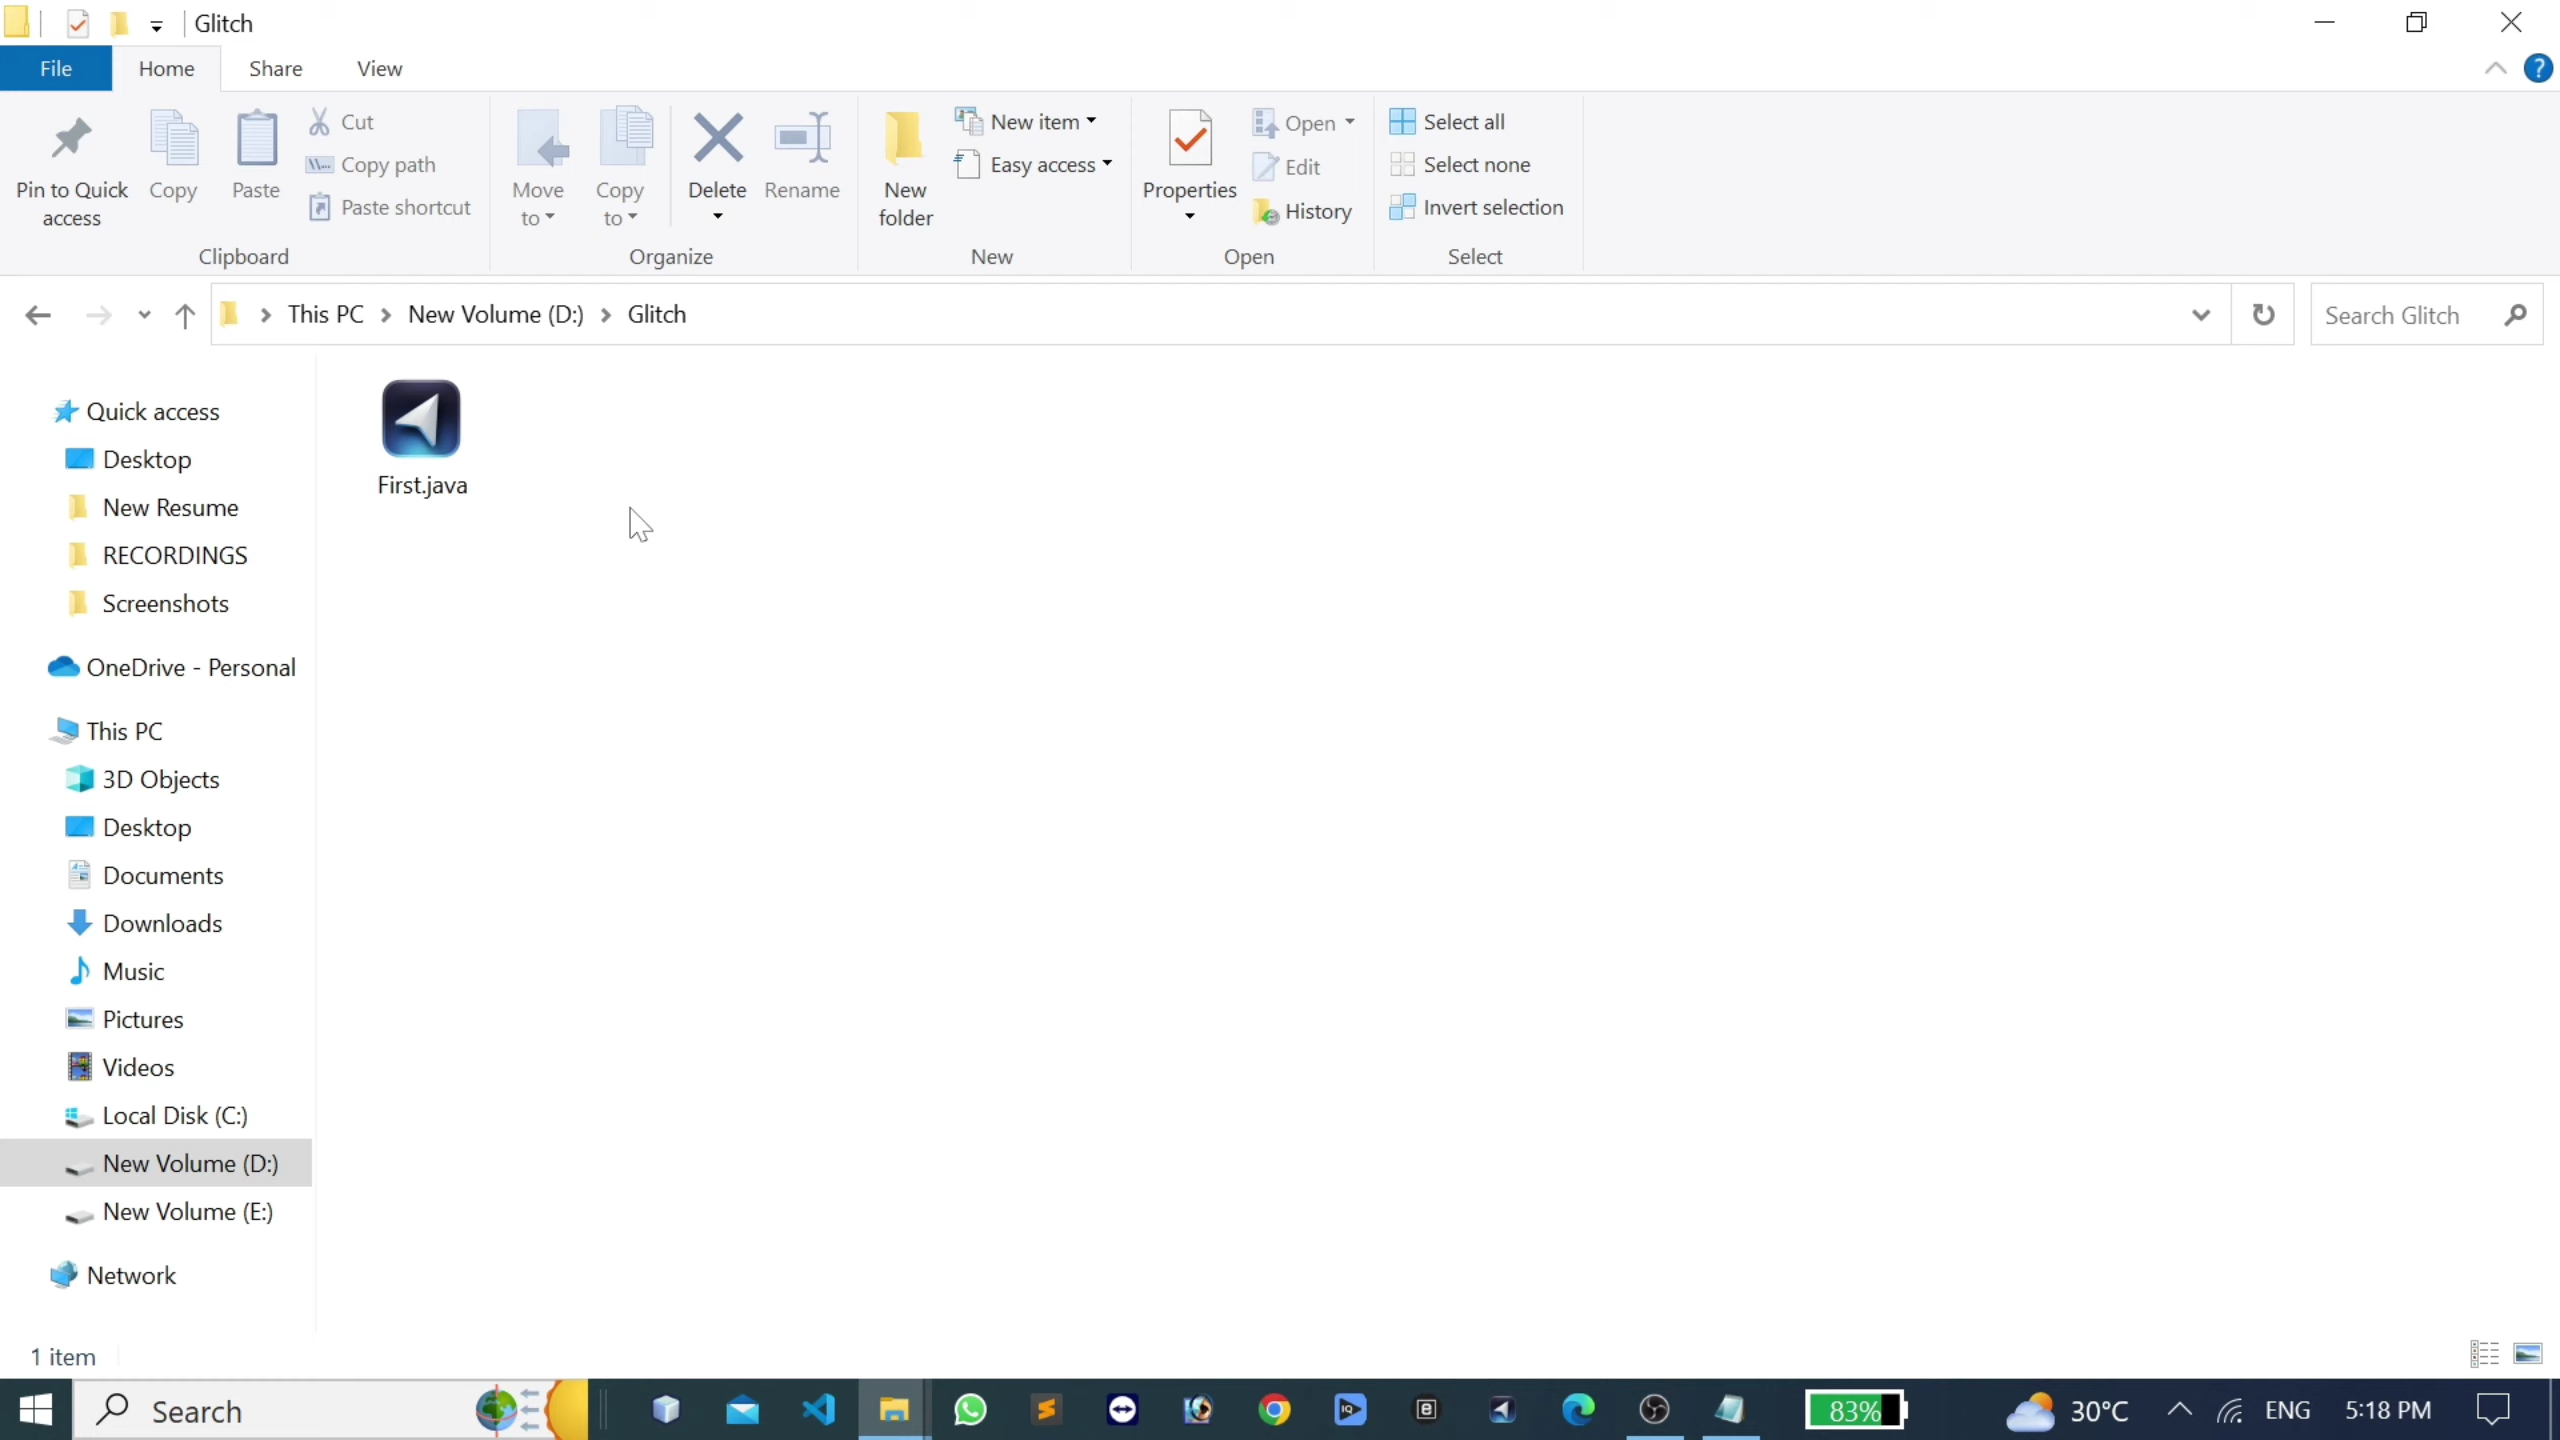 Glitch
File Home Share View
Pin to Quick access
Copy
Paste
Cut
Copy path
Paste shortcut
Clipboard
Move to
Copy to
Delete
Rename
Organize
New folder
New item
Easy access
New
Properties
Open
Edit
History
Open
Select all
Select none
Invert selection
Select
This PC New Volume (D:) Glitch
Search Glitch
Quick access
Desktop
New Resume
RECORDINGS
Screenshots
OneDrive - Personal
This PC
3D Objects
Desktop
Documents
Downloads
Music
Pictures
Videos
Local Disk (C:)
New Volume (D:)
New Volume (E:)
Network
First.java
1 item
Search
IQ
83%
30°C
ENG
5:18 PM